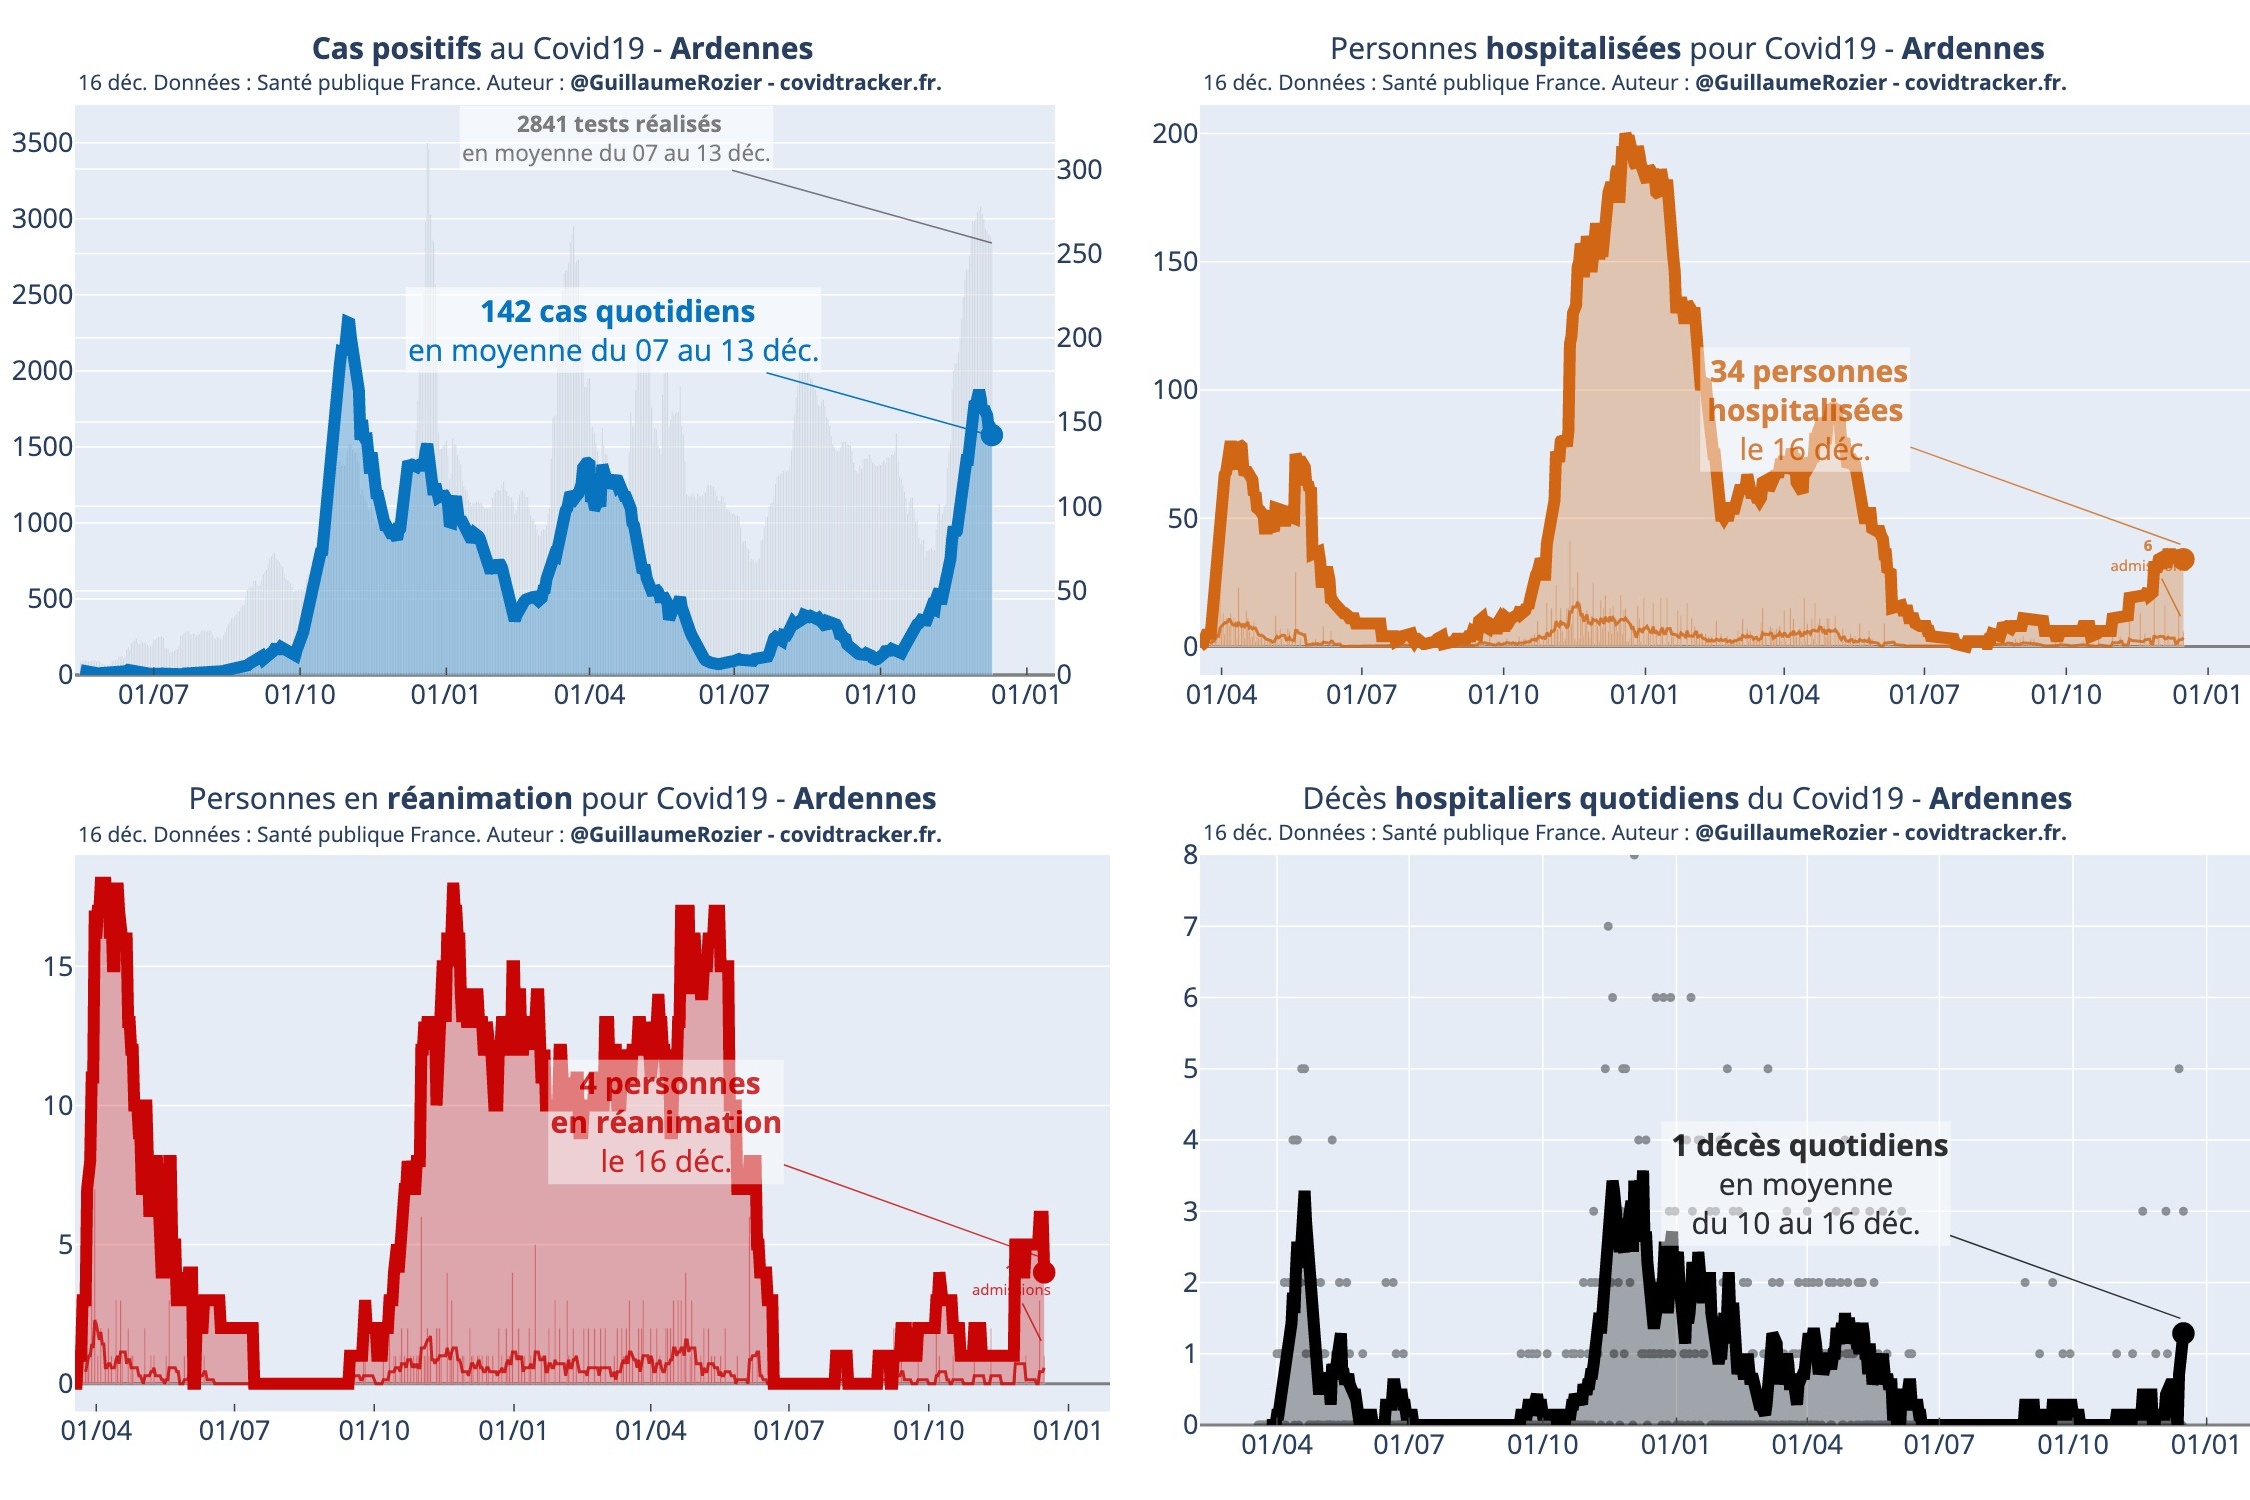 Cas positifs au Covid19 - Ardennes
16 déc. Données : Santé publique France. Auteur : @GuillaumeRozier - covidtracker.fr.
2841 tests réalisés
en moyenne du 07 au 13 déc.
142 cas quotidiens
en moyenne du 07 au 13 déc.
3500
3000
2500
2000
1500
1000
500
0
300
250
200
150
100
50
0
01/07
01/10
01/01
01/04
01/07
01/10
01/01
Personnes hospitalisées pour Covid19 - Ardennes
16 déc. Données : Santé publique France. Auteur : @GuillaumeRozier - covidtracker.fr.
200
150
100
50
0
34 personnes
hospitalisées
le 16 déc.
6
01/04
01/07
01/10
01/01
01/04
01/07
01/10
01/01
Personnes en réanimation pour Covid19 - Ardennes
16 déc. Données : Santé publique France. Auteur : @GuillaumeRozier - covidtracker.fr.
15
10
5
0
4 personnes
en réanimation
le 16 déc.
admissions
01/04
01/07
01/10
01/01
01/04
01/07
01/10
01/01
Décès hospitaliers quotidiens du Covid19 - Ardennes
16 déc. Données : Santé publique France. Auteur : @GuillaumeRozier - covidtracker.fr.
8
7
6
5
4
3
2
1
0
1 décès quotidiens
en moyenne
du 10 au 16 déc.
01/04
01/07
01/10
01/01
01/04
01/07
01/10
01/01